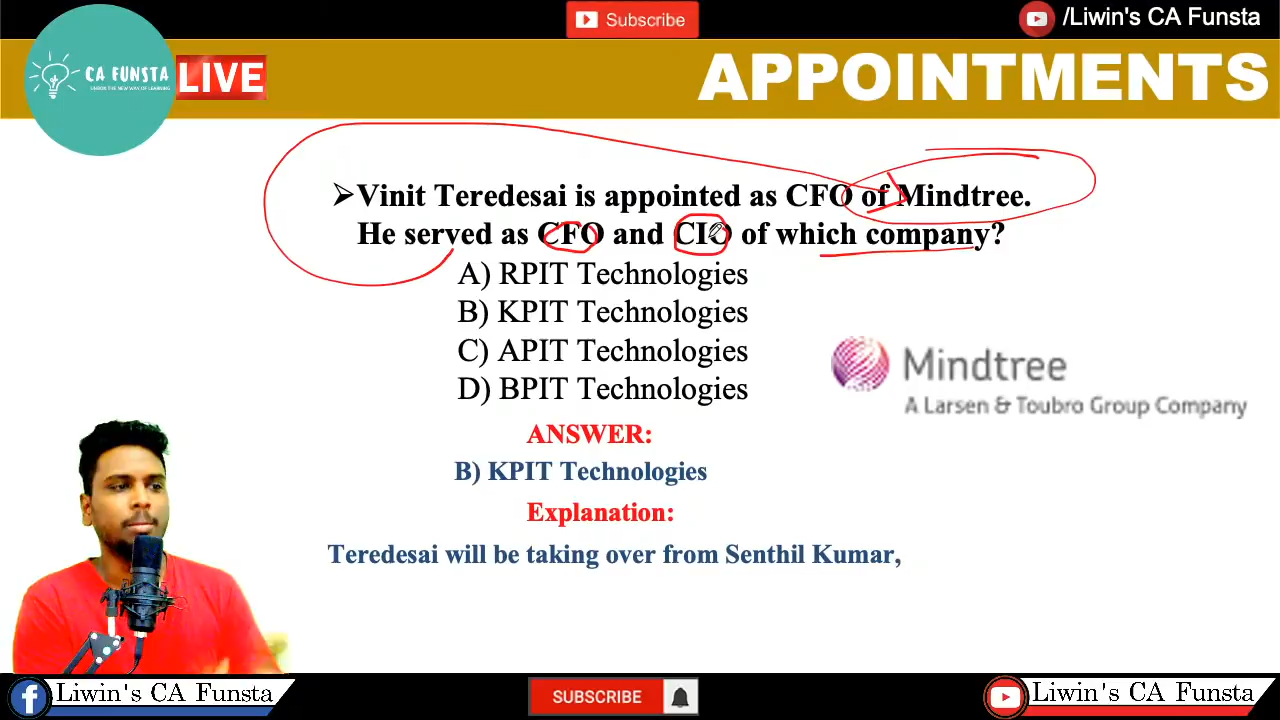 Subscribe
/Liwin's CA Funsta
CA FUNSTA
LIVE
APPOINTMENTS
➢Vinit Teredesai is appointed as CFO of Mindtree.
He served as CFO and CIO of which company?
A) RPIT Technologies
B) KPIT Technologies
C) APIT Technologies
D) BPIT Technologies
Mindtree
A Larsen & Toubro Group Company
ANSWER:
B) KPIT Technologies
Explanation:
Teredesai will be taking over from Senthil Kumar,
Liwin's CA Funsta
SUBSCRIBE
Liwin's CA Funsta